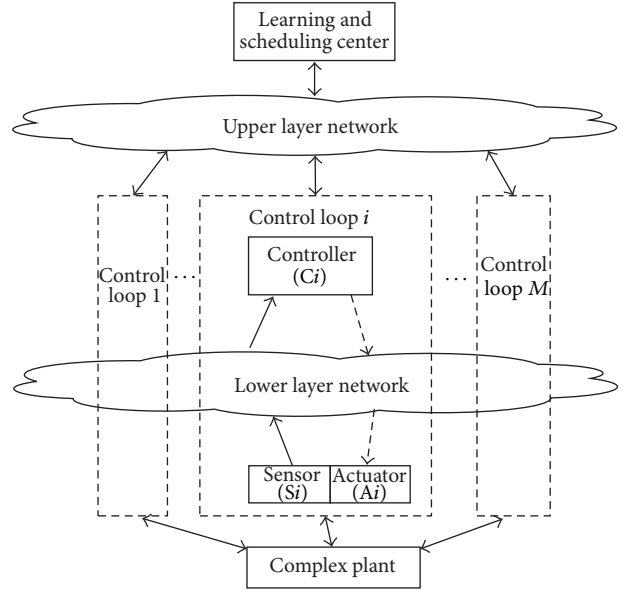 Learning and
scheduling center
Upper layer network
Control loop i
Controller
(Ci)
Control
loop 1
...
...
Control
loop M
Lower layer network
Sensor
(Si)
Actuator
(Ai)
Complex plant